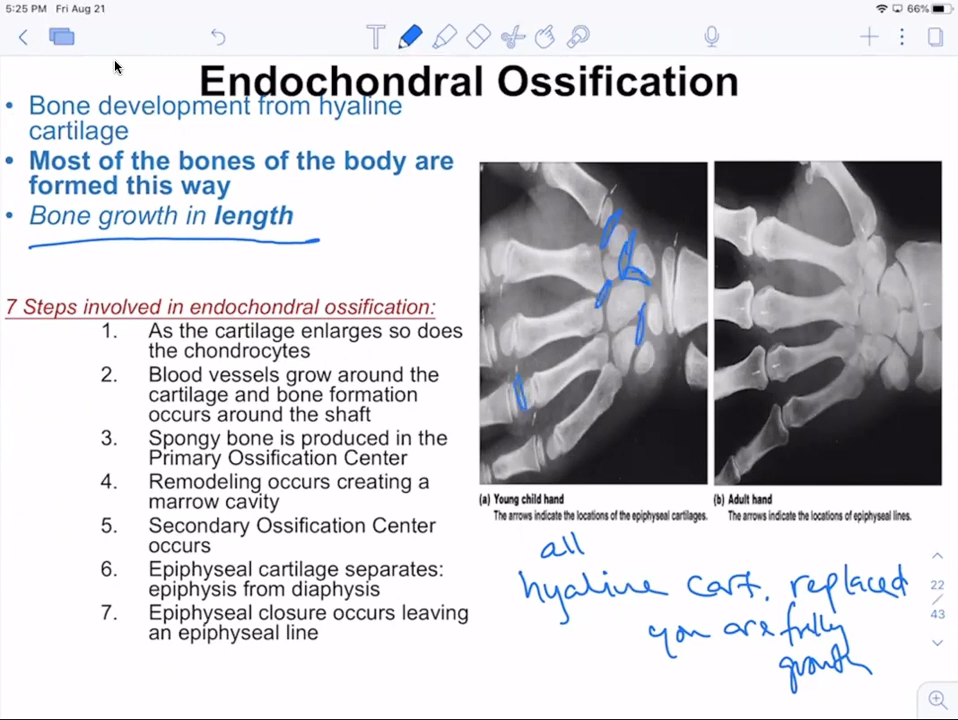 5:25 PM Fri Aug 21
66%
Endochondral Ossification
• Bone development from hyaline
cartilage
• Most of the bones of the body are
formed this way
• Bone growth in length
7 Steps involved in endochondral ossification:
1. As the cartilage enlarges so does
the chondrocytes
2. Blood vessels grow around the
cartilage and bone formation
occurs around the shaft
3. Spongy bone is produced in the
Primary Ossification Center
4. Remodeling occurs creating a
marrow cavity
5. Secondary Ossification Center
occurs
6. Epiphyseal cartilage separates:
epiphysis from diaphysis
7. Epiphyseal closure occurs leaving
an epiphyseal line
(a) Young child hand
The arrows indicate the locations of the epiphyseal cartilages.
(b) Adult hand
The arrows indicate the locations of epiphyseal lines.
all
hyaline cart. replaced
you are fully
growth
22
/
43